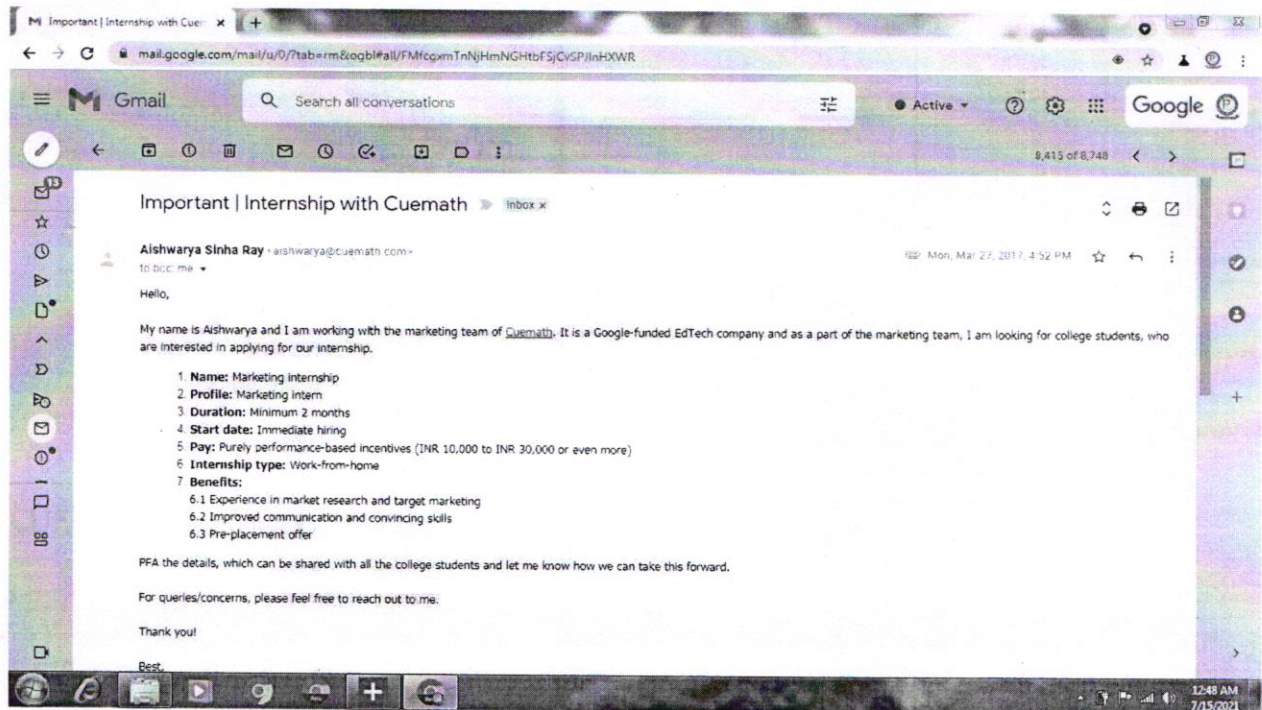 Important | Internship with Cue
mail.google.com/mail/u/0/?tab=rm&ogbl#all/
Gmail
Search all conversations
Active
Google
8,415 of 8,748
13
Important | Internship with Cuemath
Inbox x
Aishwarya Sinha Ray <aishwarya@cuemath.com>
Mon, Mar 27, 2017, 4:52 PM
to bcc: me
Hello,
My name is Aishwarya and I am working with the marketing team of Cuemath. It is a Google-funded EdTech company and as a part of the marketing team, I am looking for college students, who
are interested in applying for our internship.
1. Name: Marketing internship
2. Profile: Marketing intern
3. Duration: Minimum 2 months
4. Start date: Immediate hiring
5. Pay: Purely performance-based incentives (INR 10,000 to INR 30,000 or even more)
6 Internship type: Work-from-home
7 Benefits:
6.1 Experience in market research and target marketing
6.2 Improved communication and convincing skills
6.3 Pre-placement offer
PFA the details, which can be shared with all the college students and let me know how we can take this forward.
For queries/concerns, please feel free to reach out to me.
Thank you!
Best,
12:48 AM
7/15/2021